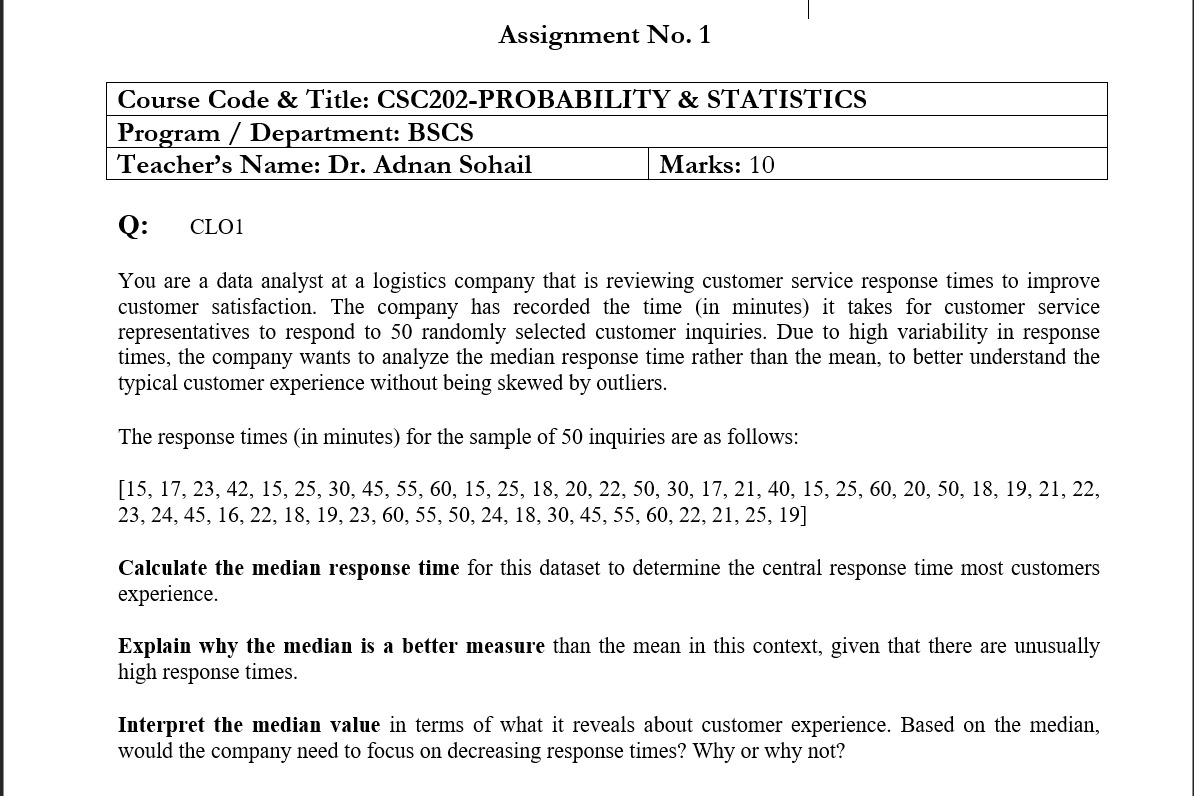 Assignment No. 1
Course Code & Title: CSC202-PROBABILITY & STATISTICS
Program / Department: BSCS
Teacher's Name: Dr. Adnan Sohail
Marks: 10
Q: CLO1
You are a data analyst at a logistics company that is reviewing customer service response times to improve
customer satisfaction. The company has recorded the time (in minutes) it takes for customer service
representatives to respond to 50 randomly selected customer inquiries. Due to high variability in response
times, the company wants to analyze the median response time rather than the mean, to better understand the
typical customer experience without being skewed by outliers.
The response times (in minutes) for the sample of 50 inquiries are as follows:
[15, 17, 23, 42, 15, 25, 30, 45, 55, 60, 15, 25, 18, 20, 22, 50, 30, 17, 21, 40, 15, 25, 60, 20, 50, 18, 19, 21, 22,
23, 24, 45, 16, 22, 18, 19, 23, 60, 55, 50, 24, 18, 30, 45, 55, 60, 22, 21, 25, 19]
Calculate the median response time for this dataset to determine the central response time most customers
experience.
Explain why the median is a better measure than the mean in this context, given that there are unusually
high response times.
Interpret the median value in terms of what it reveals about customer experience. Based on the median,
would the company need to focus on decreasing response times? Why or why not?